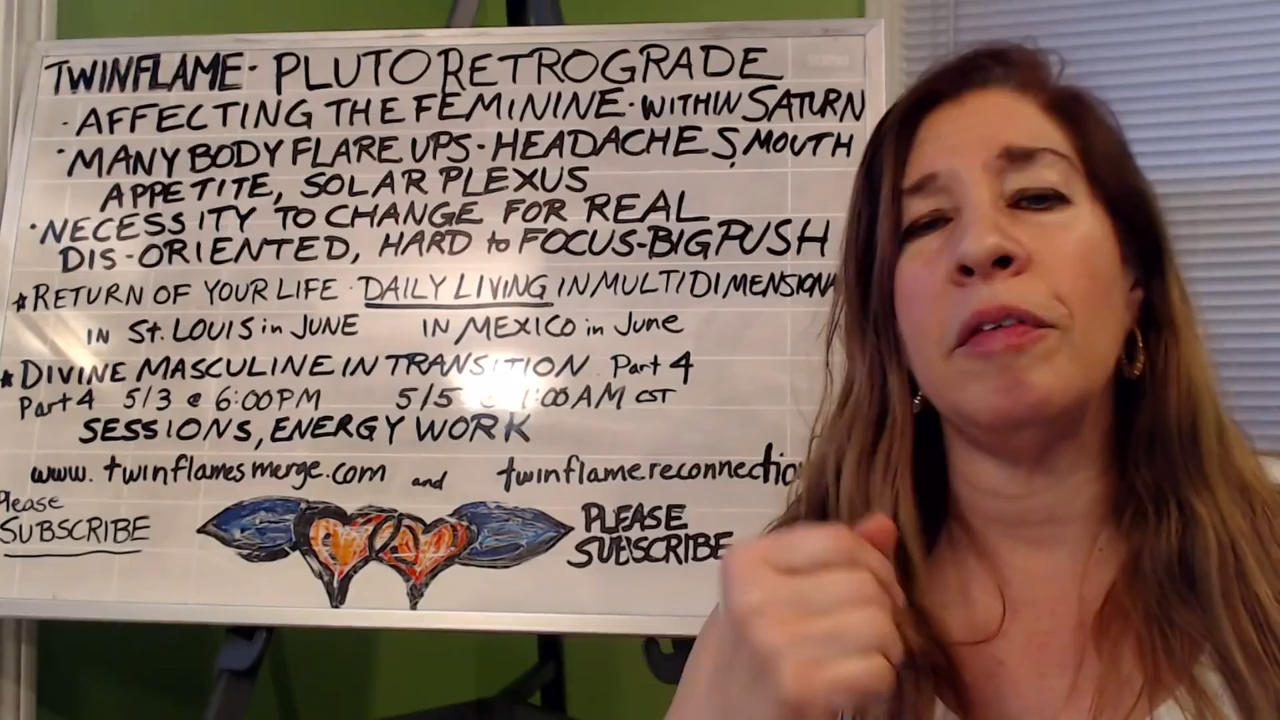 TWINFLAME - PLUTO RETROGRADE
· AFFECTING THE FEMININE · WITHIN SATURN
· MANY BODY FLARE UPS - HEADACHES, MOUTH
APPETITE, SOLAR PLEXUS
· NECESSITY TO CHANGE FOR REAL
DIS-ORIENTED, HARD to FOCUS-BIG PUSH
* RETURN OF YOUR LIFE · DAILY LIVING IN MULTIDIMENSIONA
IN St. LOUIS in JUNE IN MEXICO in June
* DIVINE MASCULINE IN TRANSITION Part 4
Part 4 5/3 @ 6:00PM 5/5 :00AM CST
SESSIONS, ENERGY WORK
www.twinflamesmerge.com and twinflamereconnectio
Please
SUBSCRIBE
PLEASE
SUBSCRIBE